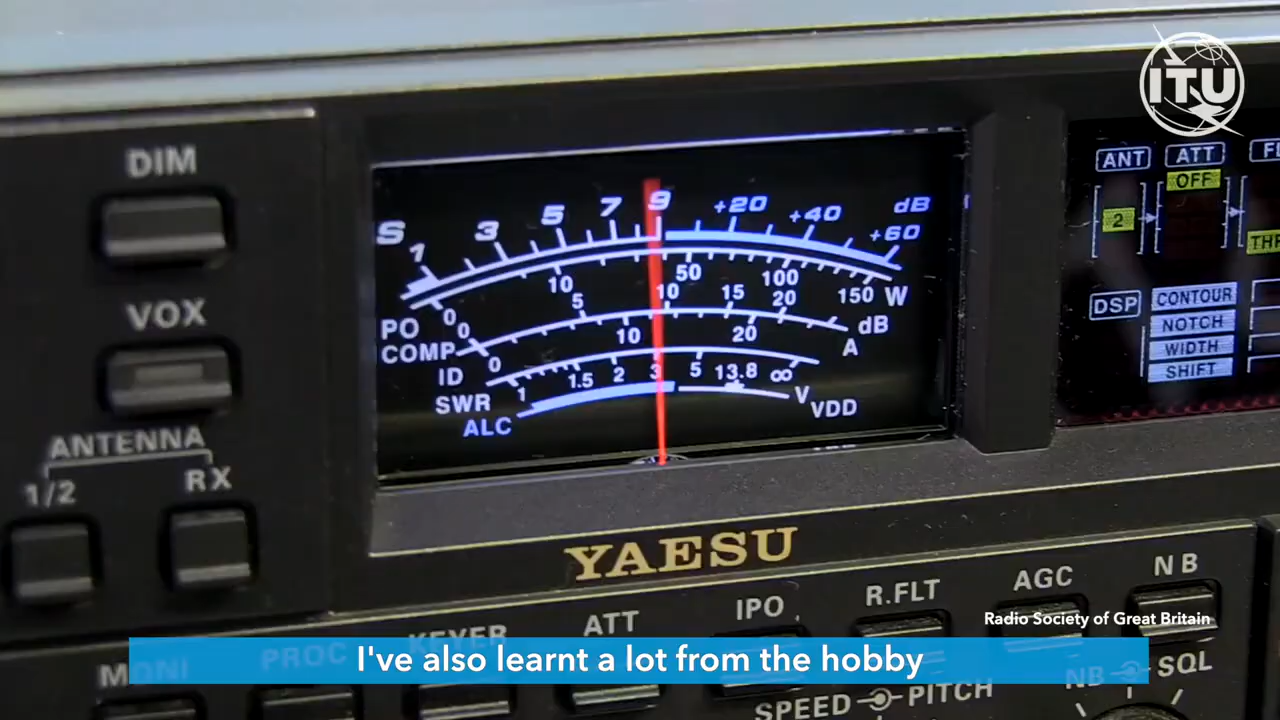 ITU
DIM
VOX
ANTENNA
1/2 RX
S 1 3 5 7 9 +20 +40 +60 dB
PO 0 10 50 100 150 W
COMP 0 5 10 15 20 dB
ID 0 10 20 A
SWR 1 1.5 2 3 5 ∞
13.8 V
ALC VDD
ANT ATT
2 OFF
DSP CONTOUR
NOTCH
WIDTH
SHIFT
YAESU
MONI PROC KEYER ATT IPO R.FLT AGC NB
Radio Society of Great Britain
I've also learnt a lot from the hobby
SPEED PITCH NB SQL